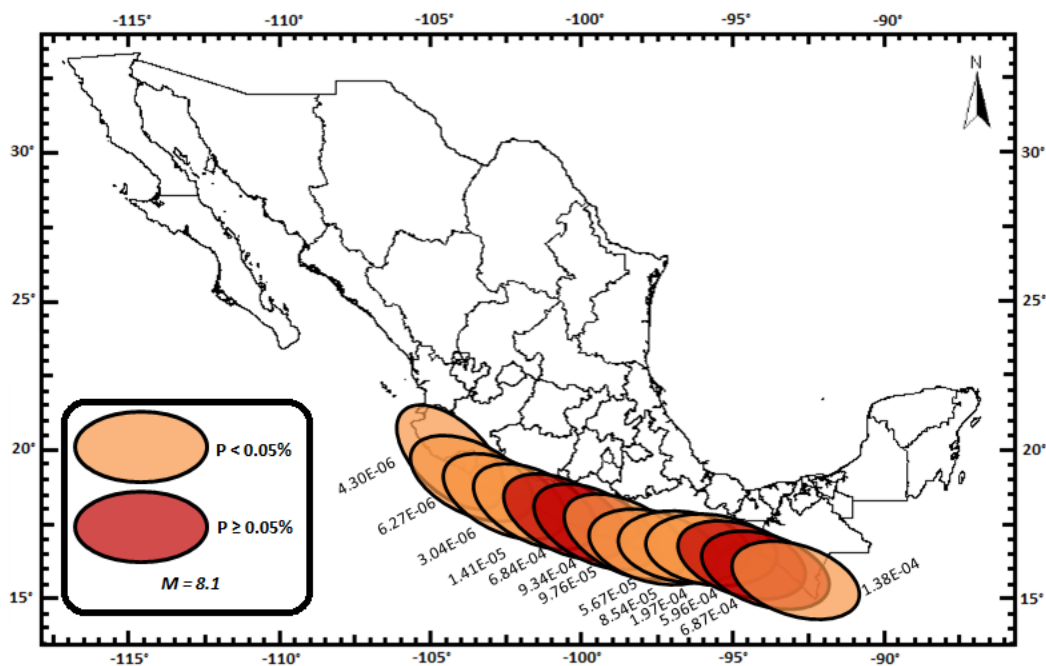 -115° -110° -105° -100° -95° -90°
N
30° 30°
25° 25°
20° 20°
15° 15°
P < 0.05%
P ≥ 0.05%
M = 8.1
4.30E-06
6.27E-06
3.04E-06
1.41E-05
6.84E-04
9.34E-04
9.76E-05
5.67E-05
8.54E-05
1.97E-04
5.96E-04
6.87E-04
1.38E-04
-115° -110° -105° -100° -95° -90°